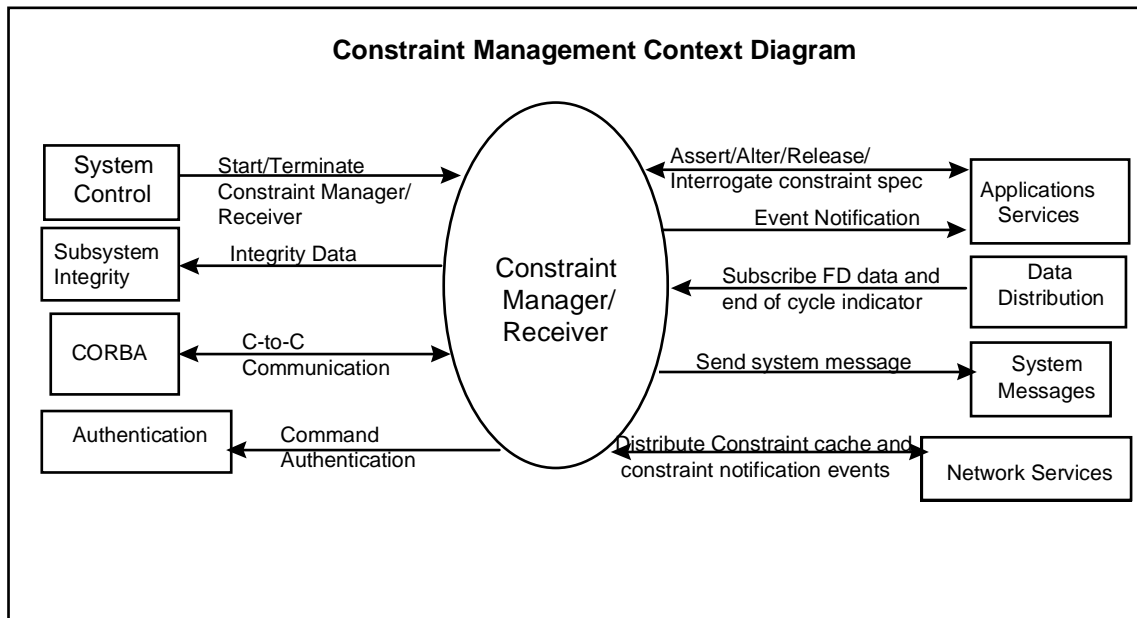 Constraint Management Context Diagram
System
Control
Start/Terminate
Constraint Manager/
Receiver
Subsystem
Integrity
Integrity Data
CORBA
C-to-C
Communication
Authentication
Command
Authentication
Constraint
Manager/
Receiver
Assert/Alter/Release/
Interrogate constraint spec
Applications
Services
Event Notification
Subscribe FD data and
end of cycle indicator
Data
Distribution
Send system message
System
Messages
Distribute Constraint cache and
constraint notification events
Network Services